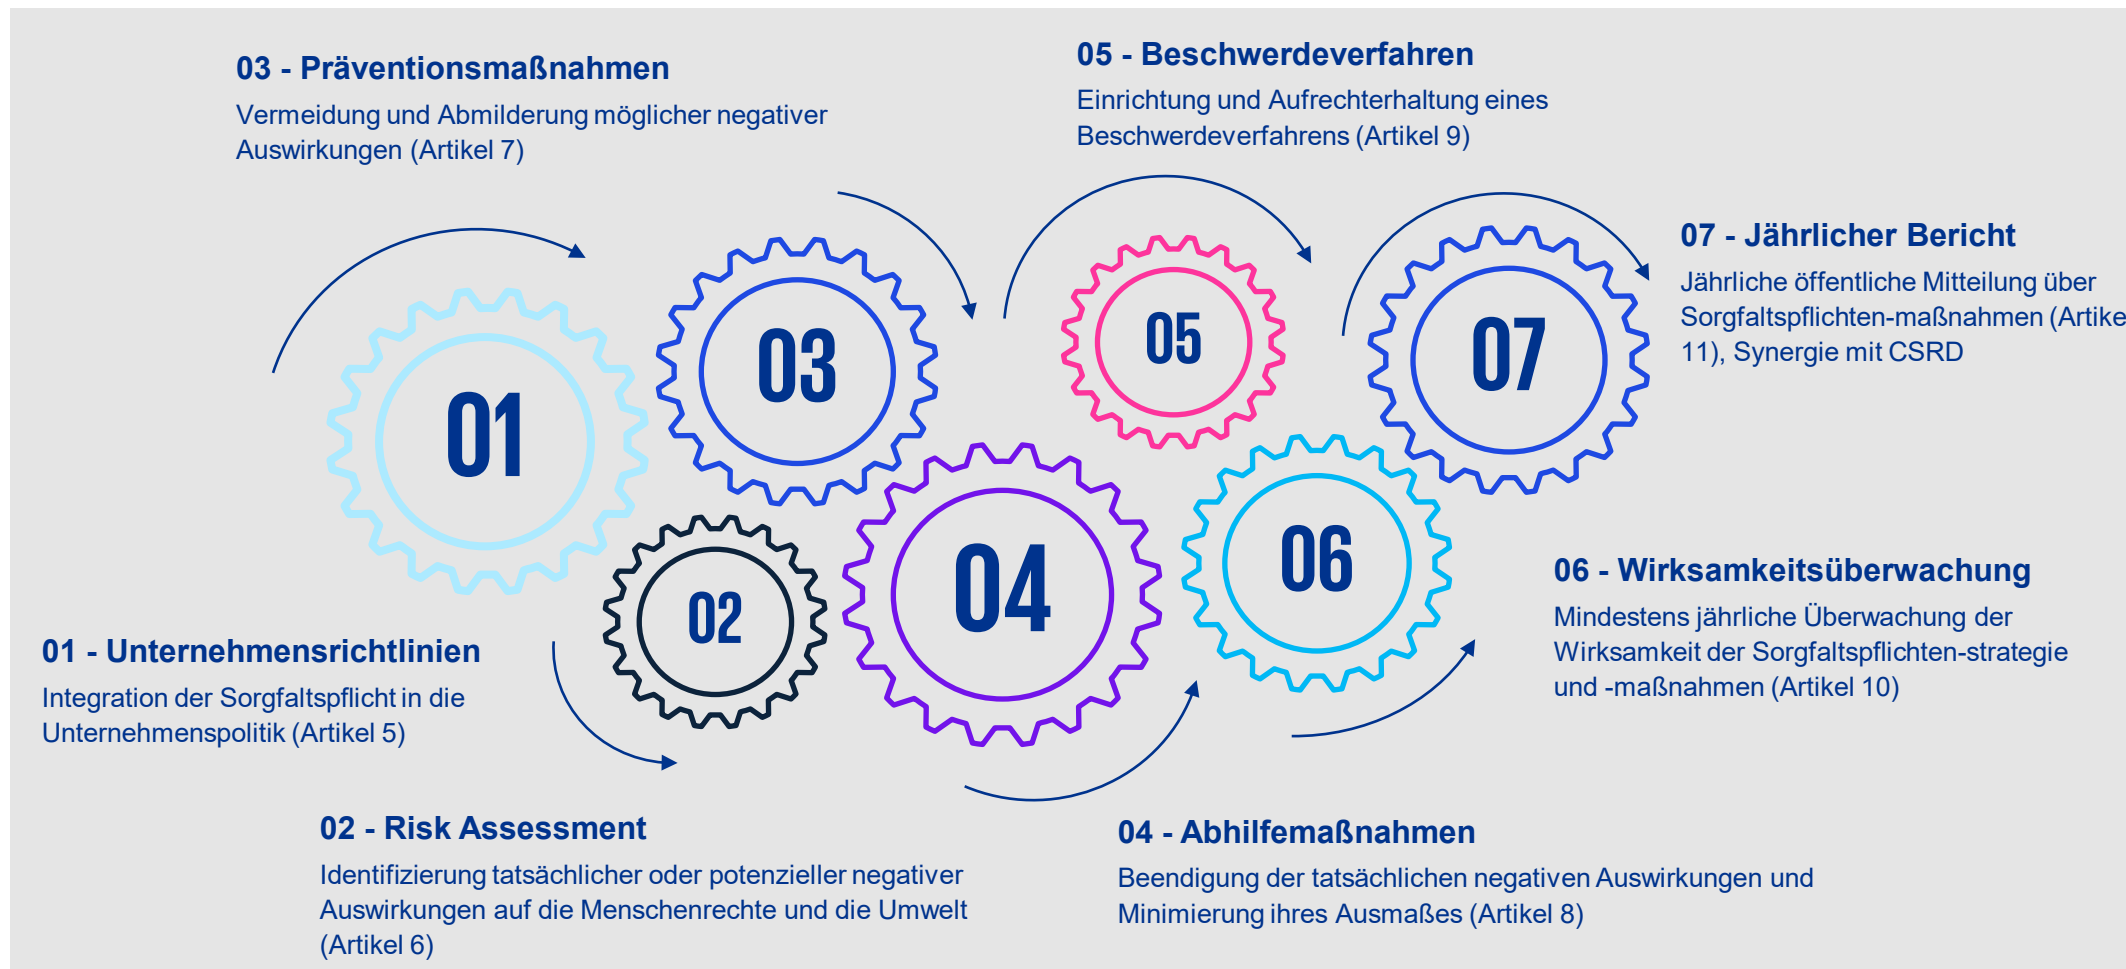 03 - Präventionsmaßnahmen
Vermeidung und Abmilderung möglicher negativer
Auswirkungen (Artikel 7)
05 - Beschwerdeverfahren
Einrichtung und Aufrechterhaltung eines
Beschwerdeverfahrens (Artikel 9)
07 - Jährlicher Bericht
Jährliche öffentliche Mitteilung über
Sorgfaltspflichten-maßnahmen (Artike
11), Synergie mit CSRD
01
03
05
07
02
04
06
01 - Unternehmensrichtlinien
Integration der Sorgfaltspflicht in die
Unternehmenspolitik (Artikel 5)
06 - Wirksamkeitsüberwachung
Mindestens jährliche Überwachung der
Wirksamkeit der Sorgfaltspflichten-strategie
und -maßnahmen (Artikel 10)
02 - Risk Assessment
Identifizierung tatsächlicher oder potenzieller negativer
Auswirkungen auf die Menschenrechte und die Umwelt
(Artikel 6)
04 - Abhilfemaßnahmen
Beendigung der tatsächlichen negativen Auswirkungen und
Minimierung ihres Ausmaßes (Artikel 8)